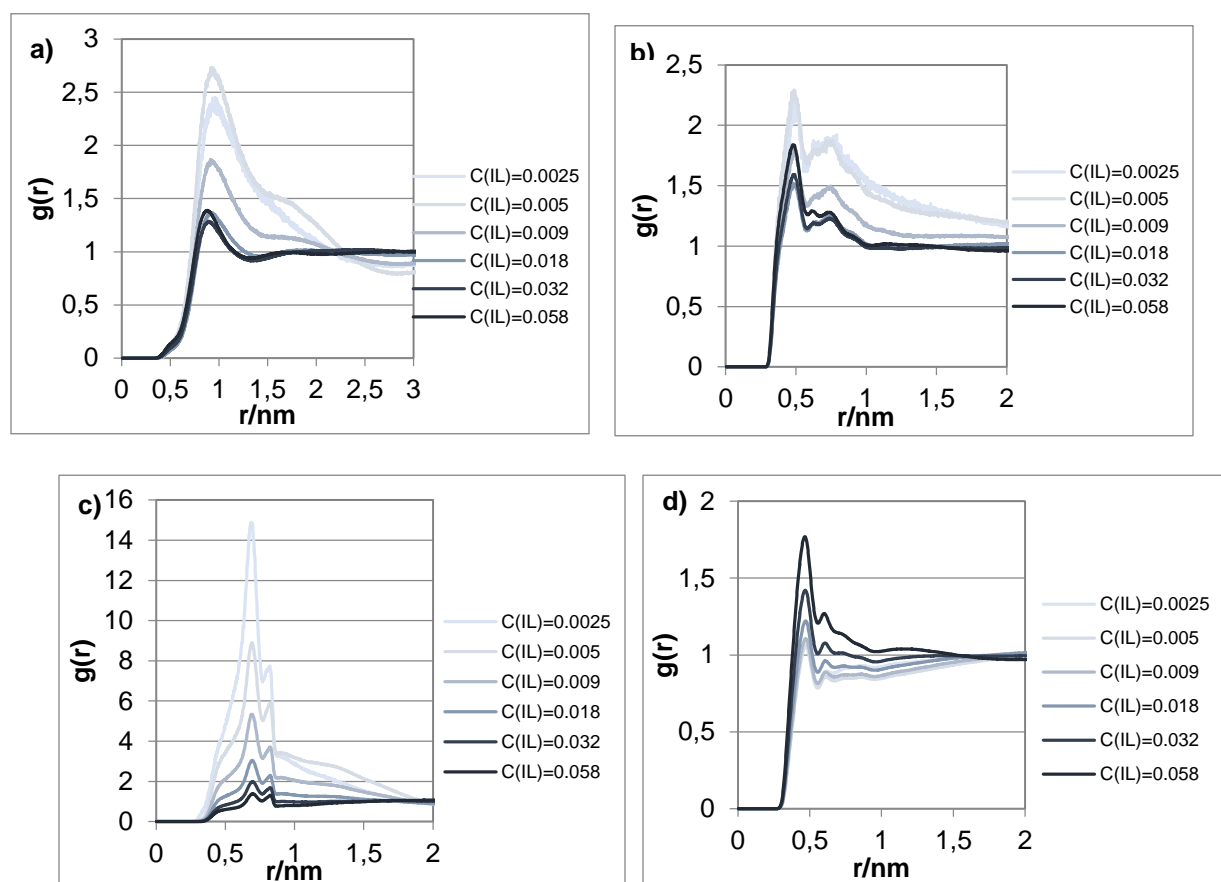 a)
g(r)
3
2,5
2
1,5
1
0,5
0
0 0,5 1 1,5 2 2,5 3
r/nm
C(IL)=0.0025
C(IL)=0.005
C(IL)=0.009
C(IL)=0.018
C(IL)=0.032
C(IL)=0.058
b)
g(r)
2,5
2
1,5
1
0,5
0
0 0,5 1 1,5 2
r/nm
C(IL)=0.0025
C(IL)=0.005
C(IL)=0.009
C(IL)=0.018
C(IL)=0.032
C(IL)=0.058
c)
g(r)
16
14
12
10
8
6
4
2
0
0 0,5 1 1,5 2
r/nm
C(IL)=0.0025
C(IL)=0.005
C(IL)=0.009
C(IL)=0.018
C(IL)=0.032
C(IL)=0.058
d)
g(r)
2
1,5
1
0,5
0
0 0,5 1 1,5 2
r/nm
C(IL)=0.0025
C(IL)=0.005
C(IL)=0.009
C(IL)=0.018
C(IL)=0.032
C(IL)=0.058